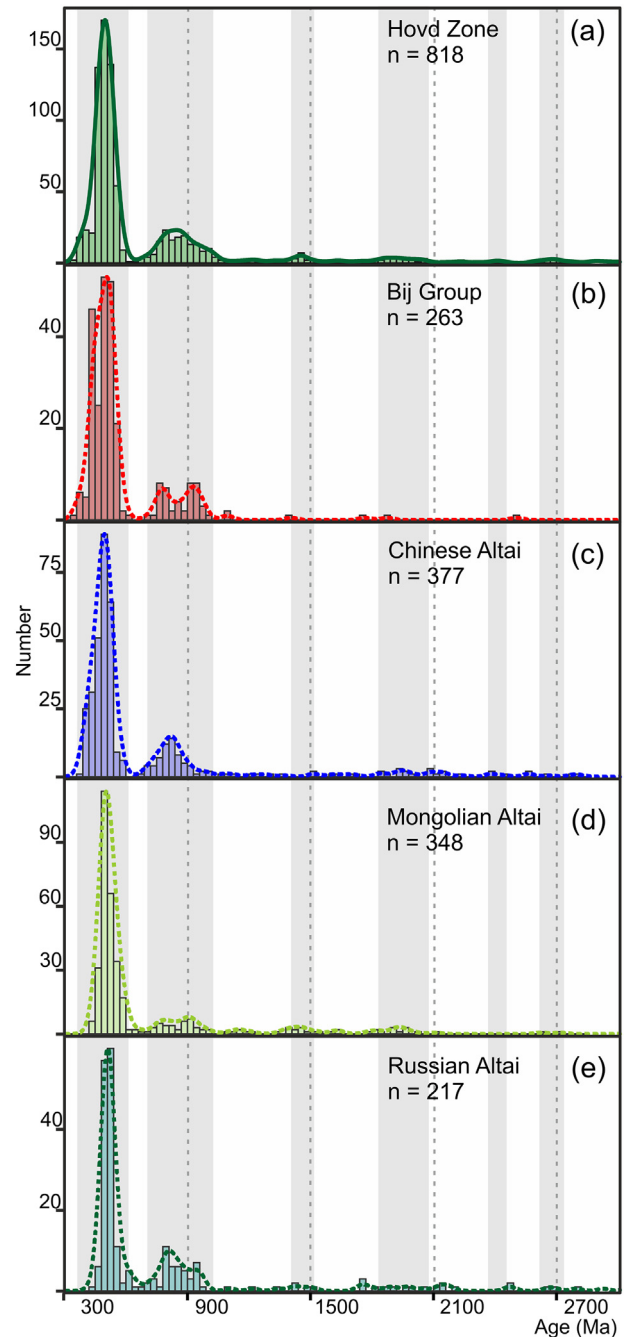 Hovd Zone (a)
n = 818
150
100
50
Bij Group (b)
n = 263
40
20
Chinese Altai (c)
n = 377
75
50
25
Number
Mongolian Altai (d)
n = 348
90
60
30
Russian Altai (e)
n = 217
40
20
300 900 1500 2100 2700
Age (Ma)